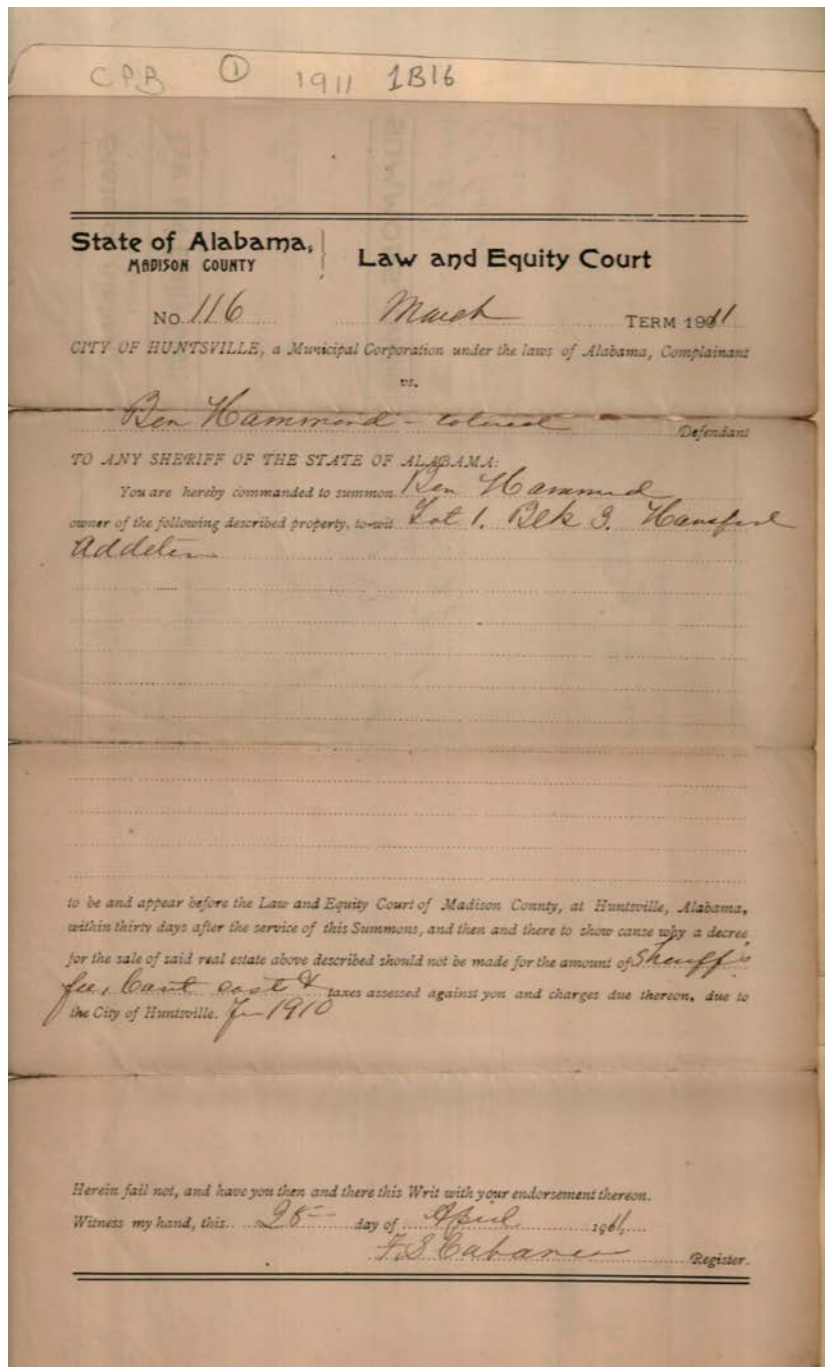 CPB 1 1911 1B16
State of Alabama, Law and Equity Court
MADISON COUNTY
No. 116 March TERM 1911
CITY OF HUNTSVILLE, a Municipal Corporation under the laws of Alabama, Complainant
vs.
Ben Hammond - colored Defendant
TO ANY SHERIFF OF THE STATE OF ALABAMA:
You are hereby commanded to summon Ben Hammond
owner of the following described property, to-wit Lot 1. Blk 3.
Addition
to be and appear before the Law and Equity Court of Madison County, at Huntsville, Alabama,
within thirty days after the service of this Summons, and then and there to show cause why a decree
for the sale of said real estate above described should not be made for the amount of Sheriff's
fee, Court cost & taxes assessed against you and charges due thereon, due to
the City of Huntsville. For 1910
Herein fail not, and have you then and there this Writ with your endorsement thereon.
Witness my hand, this 28 day of April 1911
F.S. Cabaniss Register.